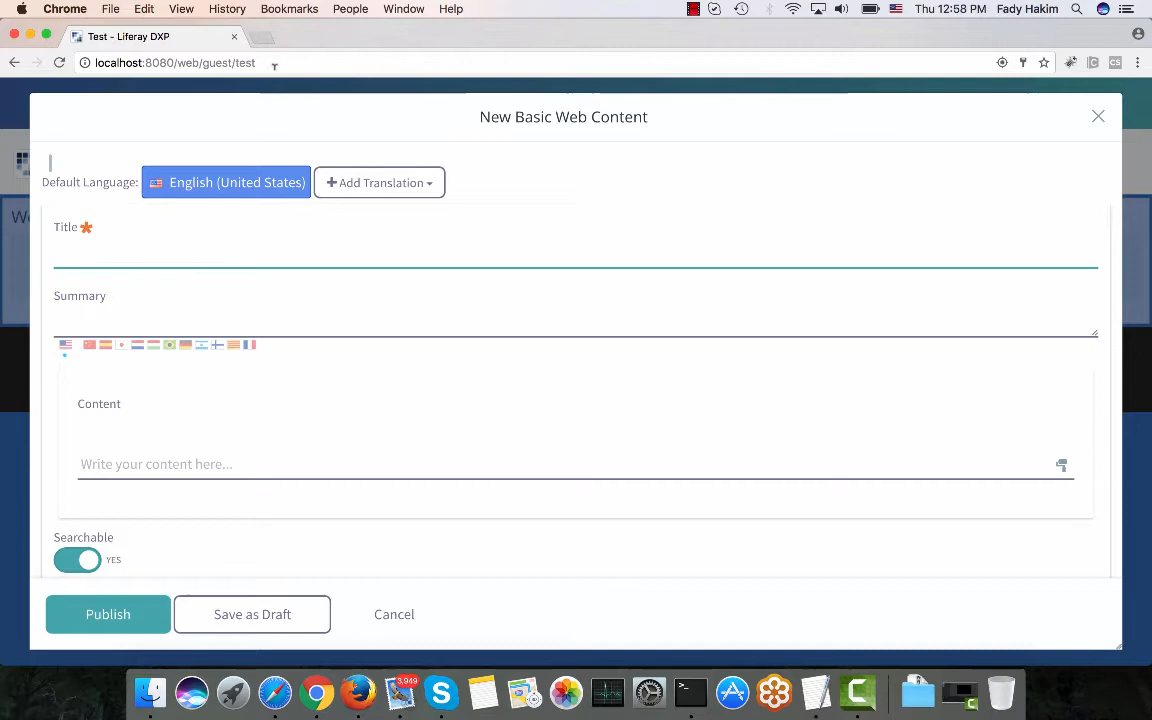 Chrome File Edit View History Bookmarks People Window Help Thu 12:58 PM Fady Hakim
Test - Liferay DXP
localhost:8080/web/guest/test
New Basic Web Content
Default Language: English (United States) Add Translation
Title
Summary
Content
Write your content here...
Searchable
YES
Publish Save as Draft Cancel
3,949